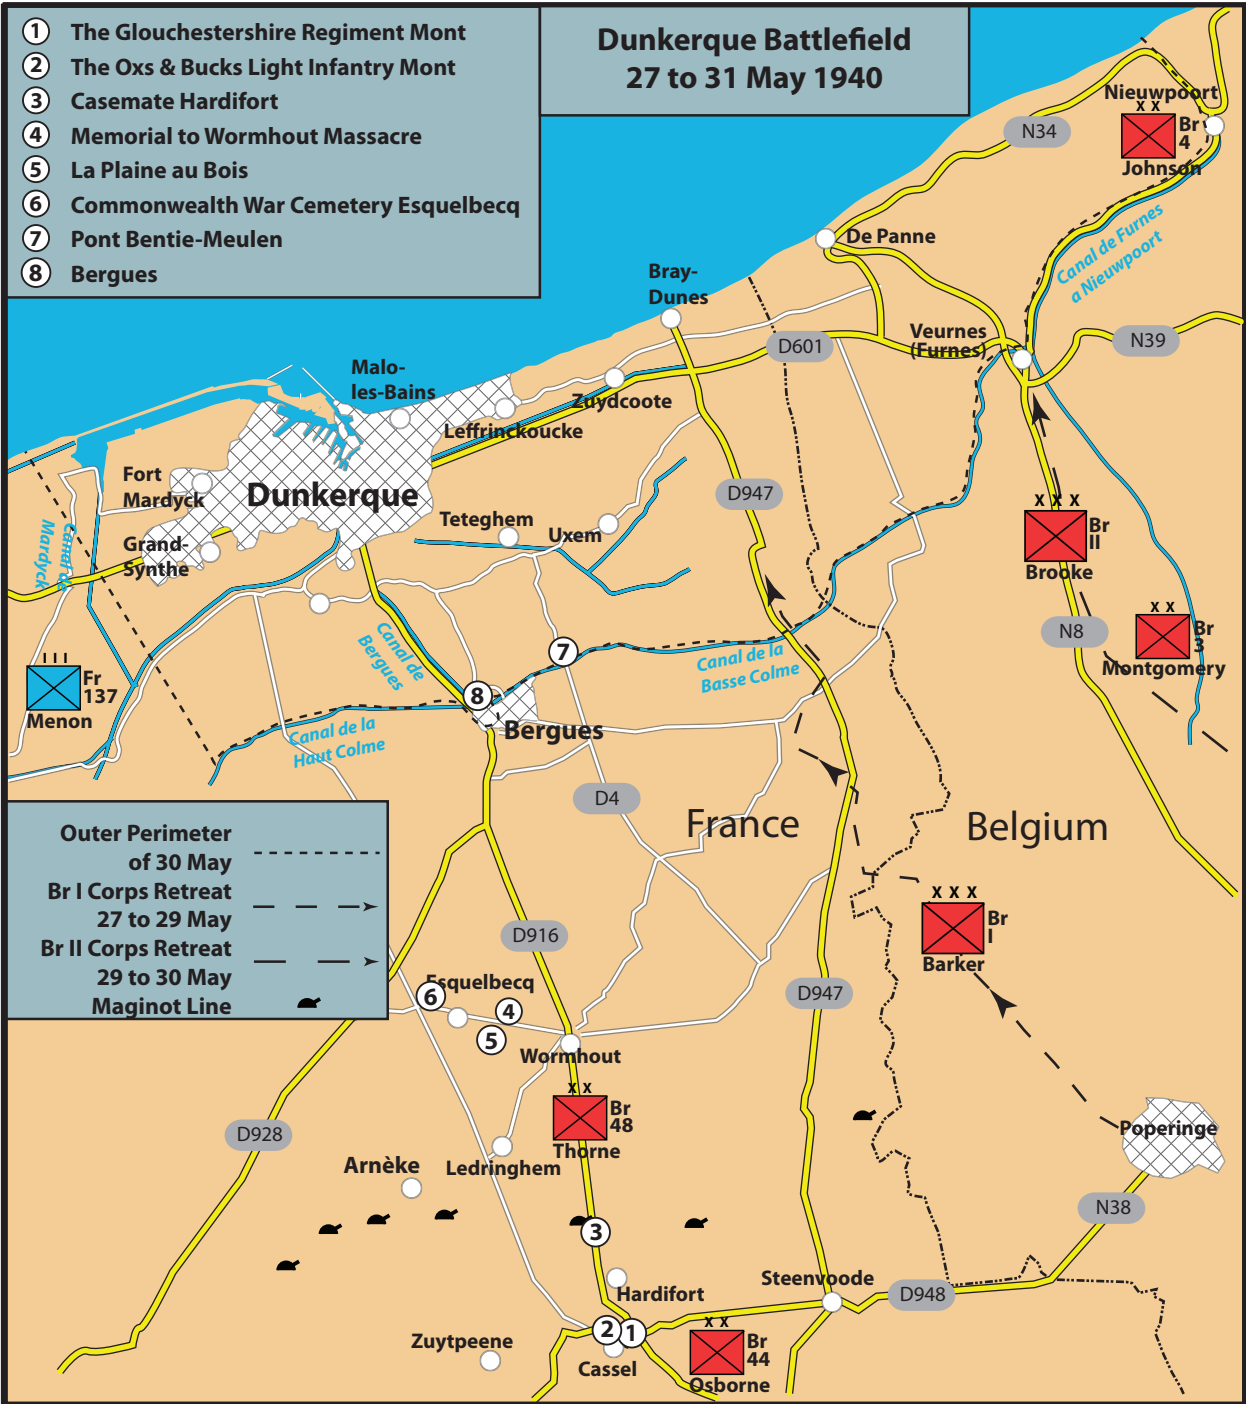 1 The Glouchestershire Regiment Mont
2 The Oxs & Bucks Light Infantry Mont
3 Casemate Hardifort
4 Memorial to Wormhout Massacre
5 La Plaine au Bois
6 Commonwealth War Cemetery Esquelbecq
7 Pont Bentie-Meulen
8 Bergues
Dunkerque Battlefield
27 to 31 May 1940
Nieuwpoort
X X
Br
4
Johnson
N34
De Panne
Canal de Furnes
a Nieuwpoort
Bray-
Dunes
Veurnes
(Furnes)
N39
D601
Malo-
les-Bains
Zuydcoote
Leffrinckoucke
Fort
Mardyck
Dunkerque
D947
Teteghem
Uxem
X X X
Br
II
Brooke
Canal de
Mardyck
Grand-
Synthe
X X
Br
3
Montgomery
N8
Canal de
Bergues
7
Canal de la
Basse Colme
I I I
Fr
137
Menon
8
Bergues
Canal de la
Haut Colme
D4
France
Belgium
Outer Perimeter
of 30 May
Br I Corps Retreat
27 to 29 May
Br II Corps Retreat
29 to 30 May
Maginot Line
X X X
Br
I
Barker
D916
Esquelbecq
6
4
5
D947
Wormhout
X X
Br
48
Thorne
D928
Poperinge
Arnèke
Ledringhem
N38
3
Hardifort
Steenvoode
D948
2
1
Zuytpeene
Cassel
X X
Br
44
Osborne